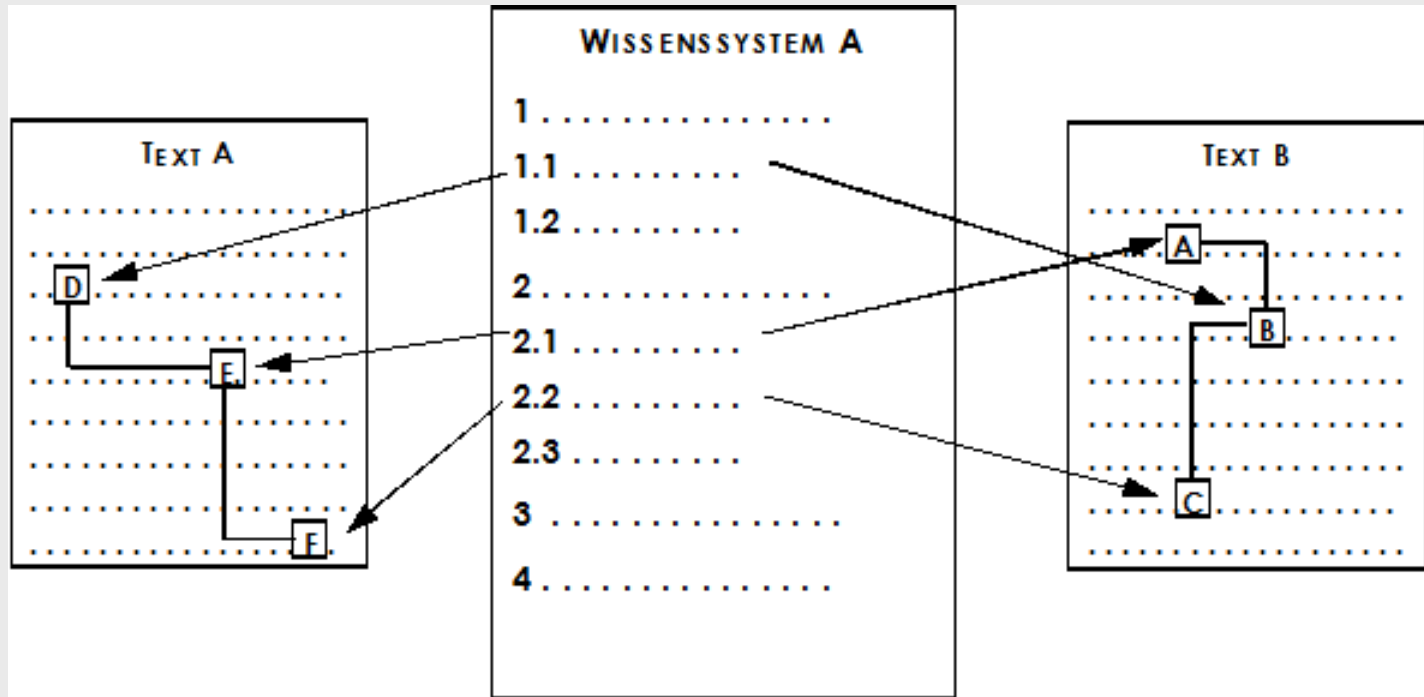 WISSENSSYSTEM A
1 . . . . . . . . . . . . . . .
1.1 . . . . . . . . .
1.2 . . . . . . . . .
2 . . . . . . . . . . . . . . .
2.1 . . . . . . . . .
2.2 . . . . . . . . .
2.3 . . . . . . . . .
3 . . . . . . . . . . . . . . .
4 . . . . . . . . . . . . . . .
TEXT A
D
E
F
TEXT B
A
B
C